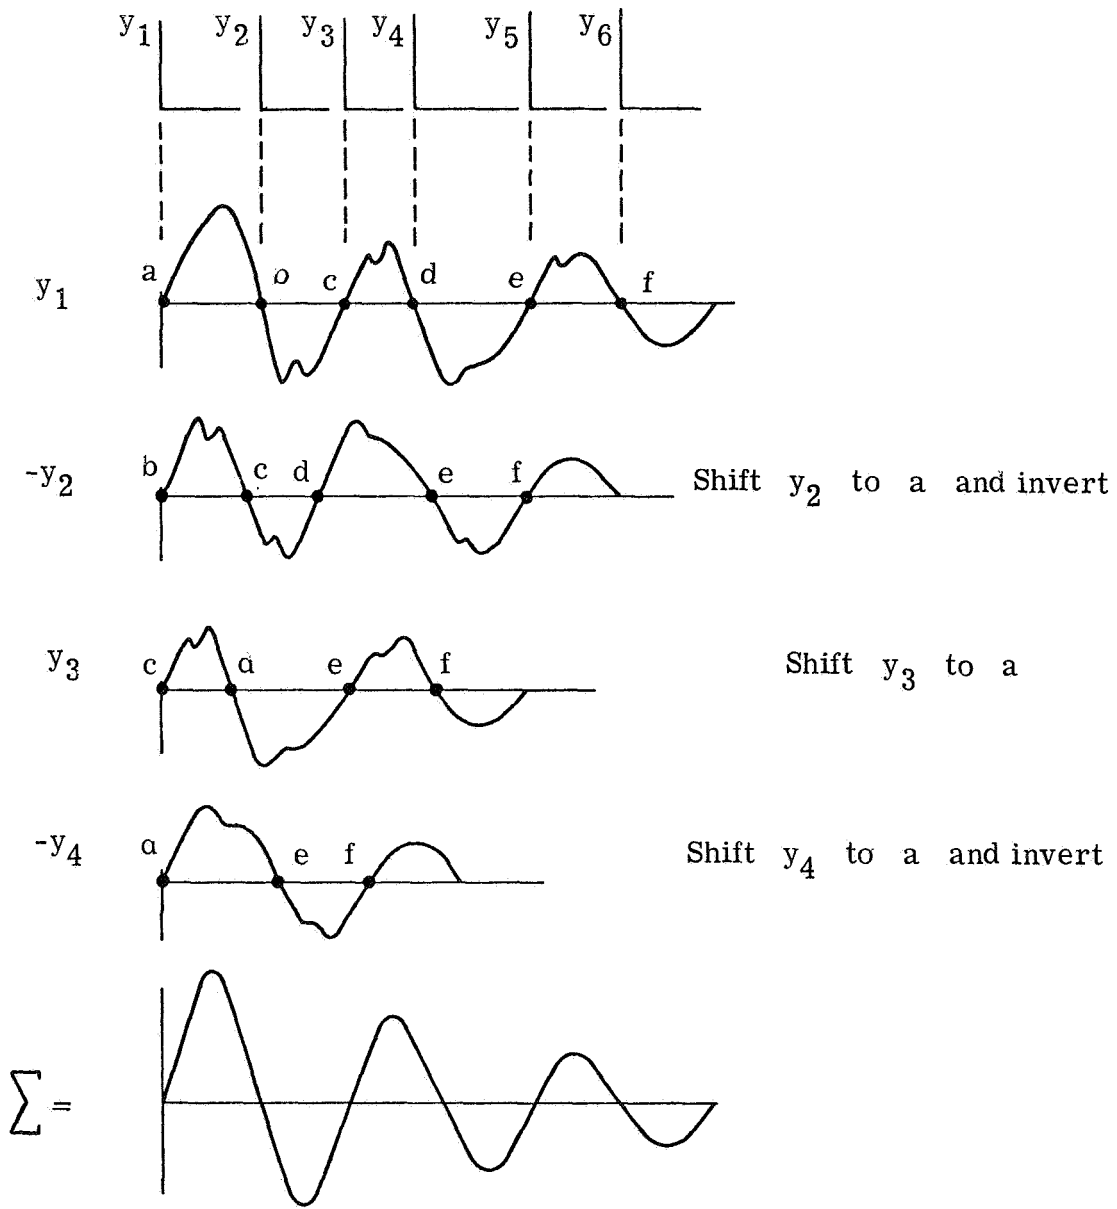 y1 y2 y3 y4 y5 y6
y1 a b c d e f
-y2 b c d e f Shift y2 to a and invert
y3 c d e f Shift y3 to a
-y4 d e f Shift y4 to a and invert
∑ =